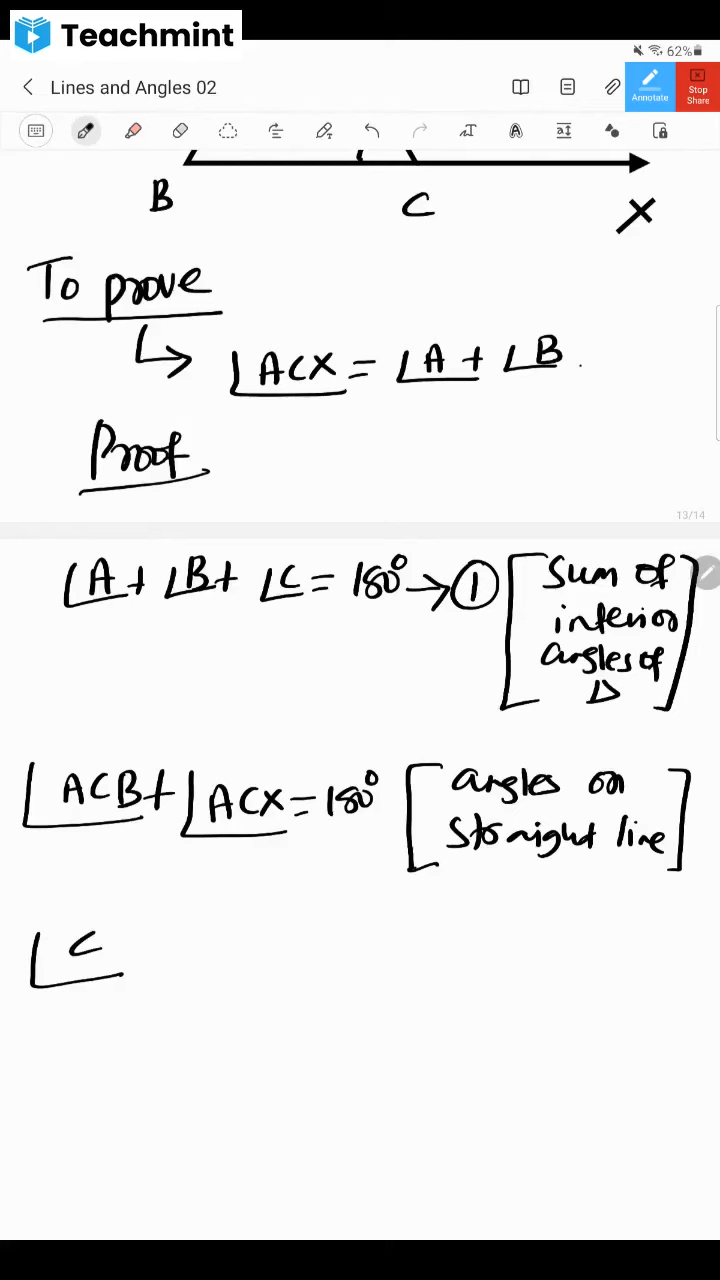 Teachmint
62%
Lines and Angles 02
Annotate
Stop
Share
B
C
X
To prove
∠ACX = ∠A + ∠B
Proof
13/14
∠A + ∠B + ∠C = 180° → ① [Sum of
interior
angles of
Δ]
∠ACB + ∠ACX = 180° [angles on
straight line]
∠C